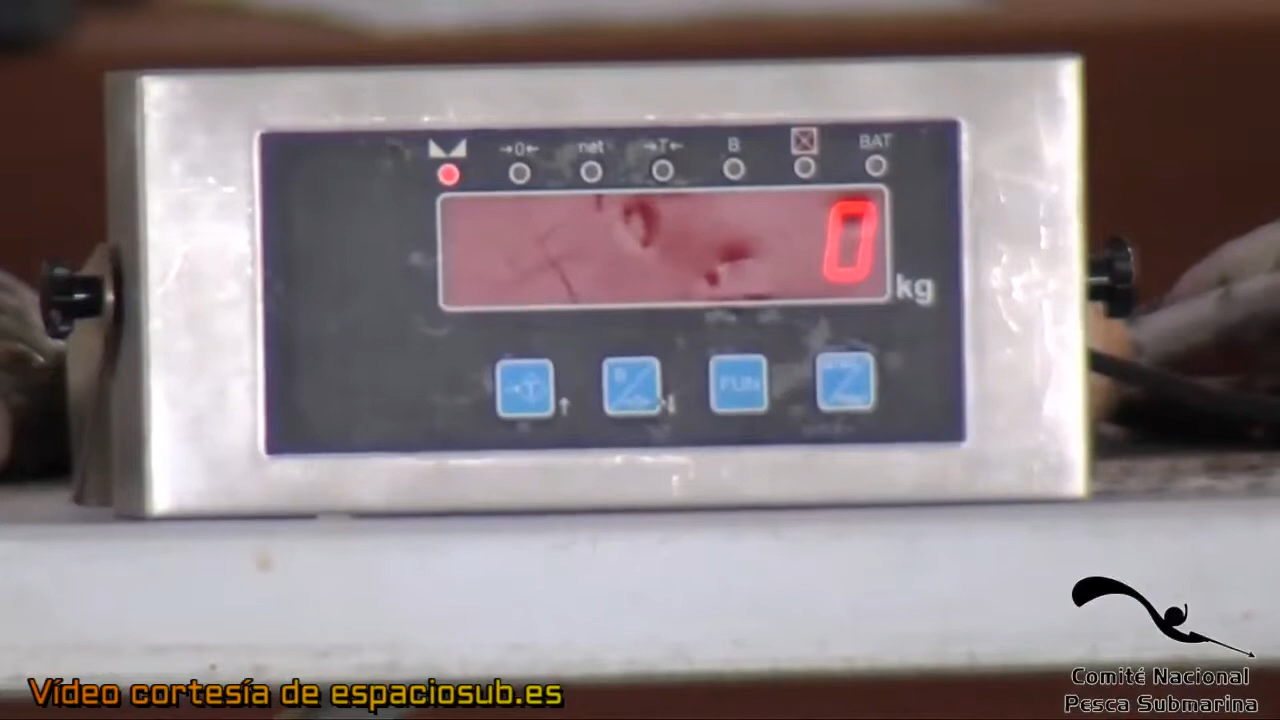 →0← net →T← B BAT
0
kg
→T← FUN
Vídeo cortesía de espaciosub.es
Comité Nacional
Pesca Submarina